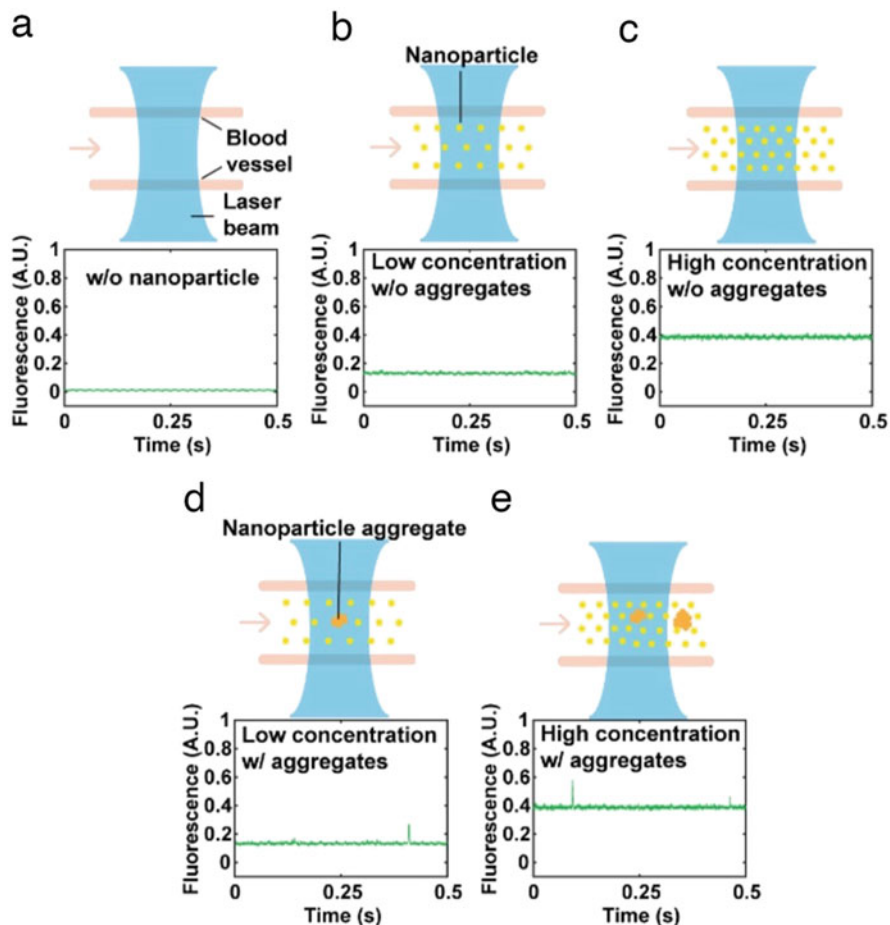 a
Blood
vessel
Laser
beam
Fluorescence (A.U.)
1
0.8
0.6
0.4
0.2
0
w/o nanoparticle
0
0.25
0.5
Time (s)
b
Nanoparticle
Fluorescence (A.U.)
1
0.8
0.6
0.4
0.2
0
Low concentration
w/o aggregates
0
0.25
0.5
Time (s)
c
Fluorescence (A.U.)
1
0.8
0.6
0.4
0.2
0
High concentration
w/o aggregates
0
0.25
0.5
Time (s)
d
Nanoparticle aggregate
Fluorescence (A.U.)
1
0.8
0.6
0.4
0.2
0
Low concentration
w/ aggregates
0
0.25
0.5
Time (s)
e
Fluorescence (A.U.)
1
0.8
0.6
0.4
0.2
0
High concentration
w/ aggregates
0
0.25
0.5
Time (s)